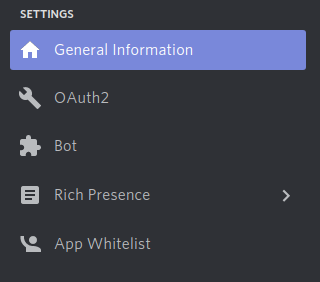 SETTINGS
General Information
OAuth2
Bot
Rich Presence
App Whitelist